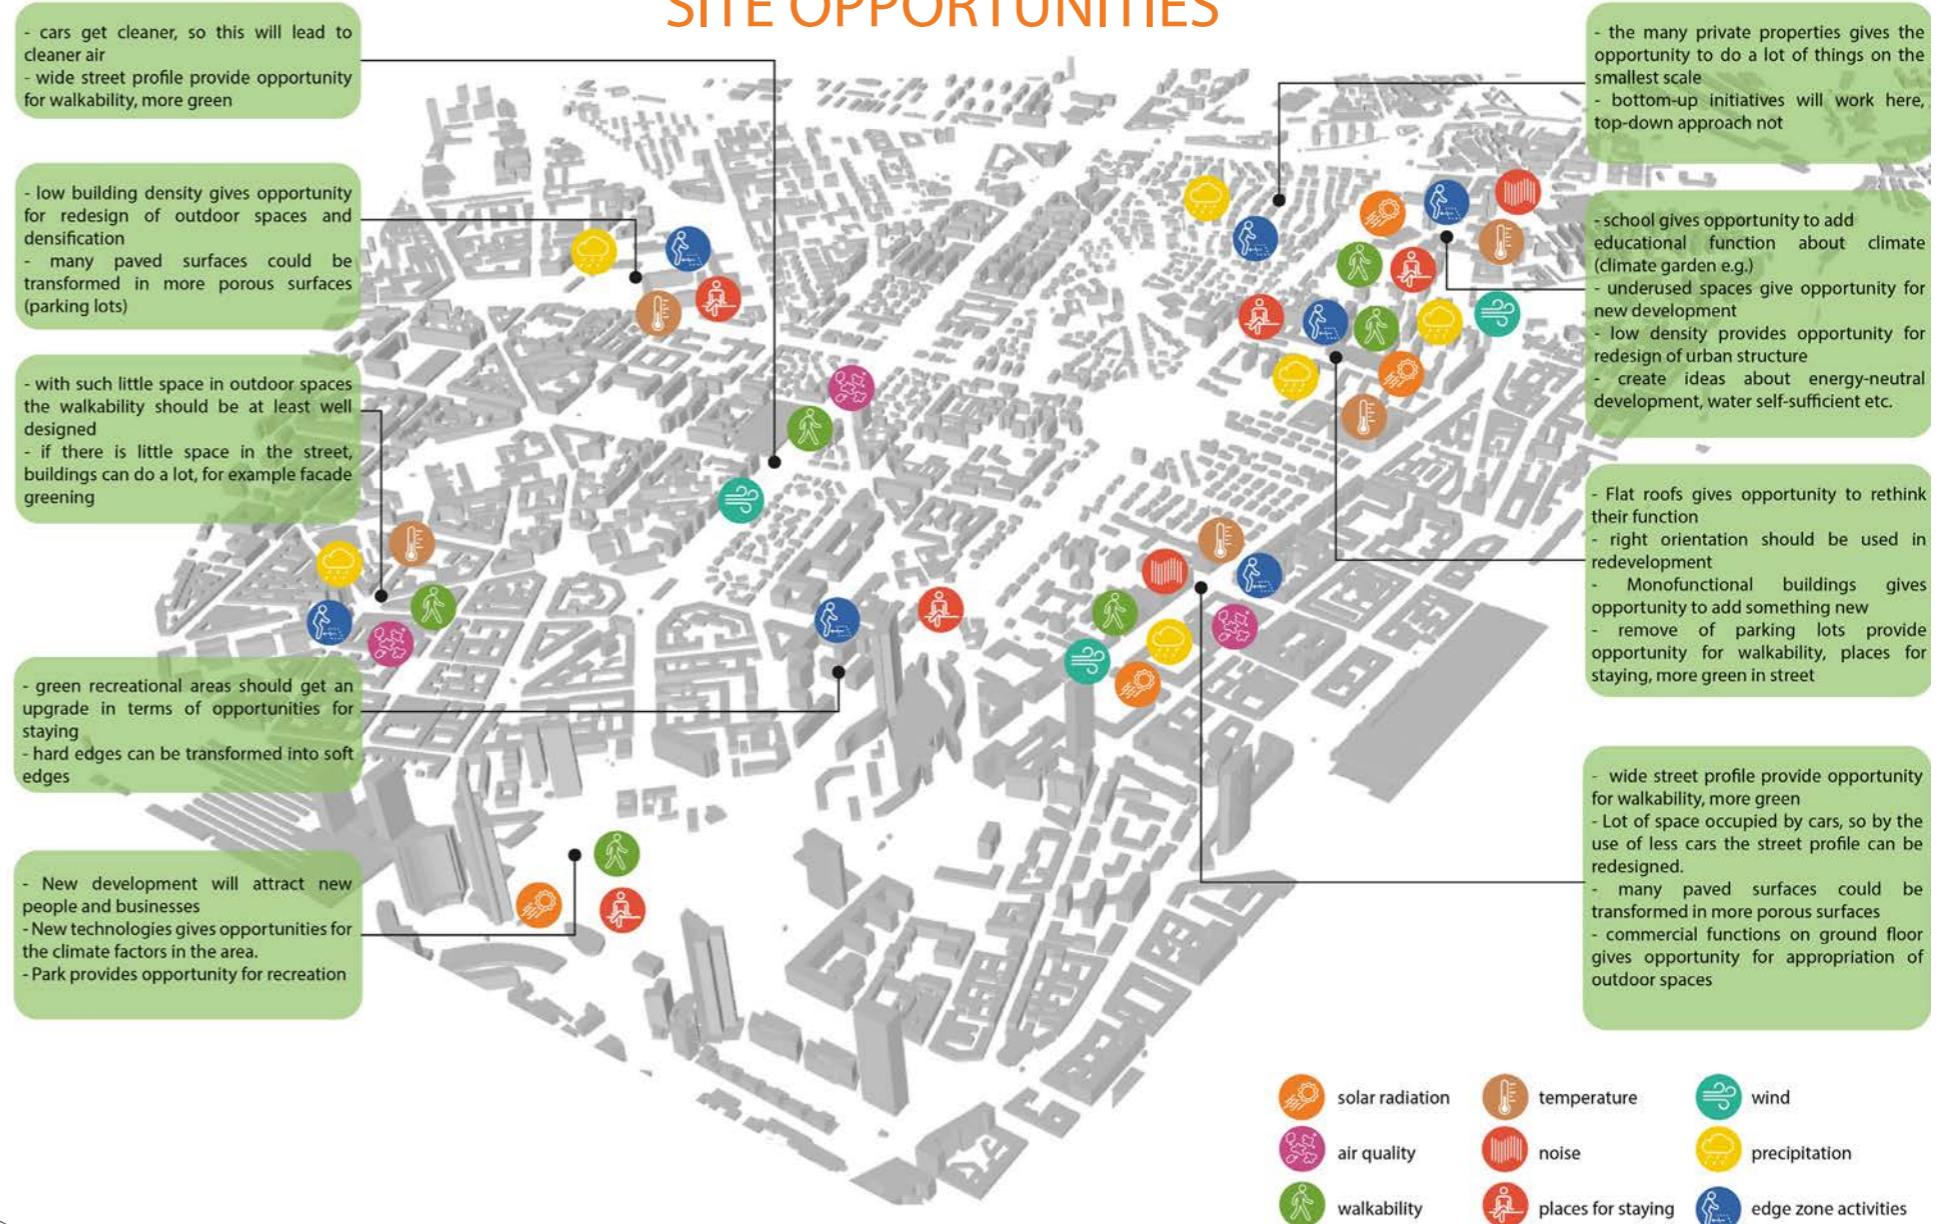 SITE OPPORTUNITIES
- cars get cleaner, so this will lead to
cleaner air
- wide street profile provide opportunity
for walkability, more green
- low building density gives opportunity
for redesign of outdoor spaces and
densification
- many paved surfaces could be
transformed in more porous surfaces
(parking lots)
- with such little space in outdoor spaces
the walkability should be at least well
designed
- if there is little space in the street,
buildings can do a lot, for example facade
greening
- green recreational areas should get an
upgrade in terms of opportunities for
staying
- hard edges can be transformed into soft
edges
- New development will attract new
people and businesses
- New technologies gives opportunities for
the climate factors in the area.
- Park provides opportunity for recreation
- the many private properties gives the
opportunity to do a lot of things on the
smallest scale
- bottom-up initiatives will work here,
top-down approach not
- school gives opportunity to add
educational function about climate
(climate garden e.g.)
- underused spaces give opportunity for
new development
- low density provides opportunity for
redesign of urban structure
- create ideas about energy-neutral
development, water self-sufficient etc.
- Flat roofs gives opportunity to rethink
their function
- right orientation should be used in
redevelopment
- Monofunctional buildings gives
opportunity to add something new
- remove of parking lots provide
opportunity for walkability, places for
staying, more green in street
- wide street profile provide opportunity
for walkability, more green
- Lot of space occupied by cars, so by the
use of less cars the street profile can be
redesigned.
- many paved surfaces could be
transformed in more porous surfaces
- commercial functions on ground floor
gives opportunity for appropriation of
outdoor spaces
solar radiation
temperature
wind
air quality
noise
precipitation
walkability
places for staying
edge zone activities